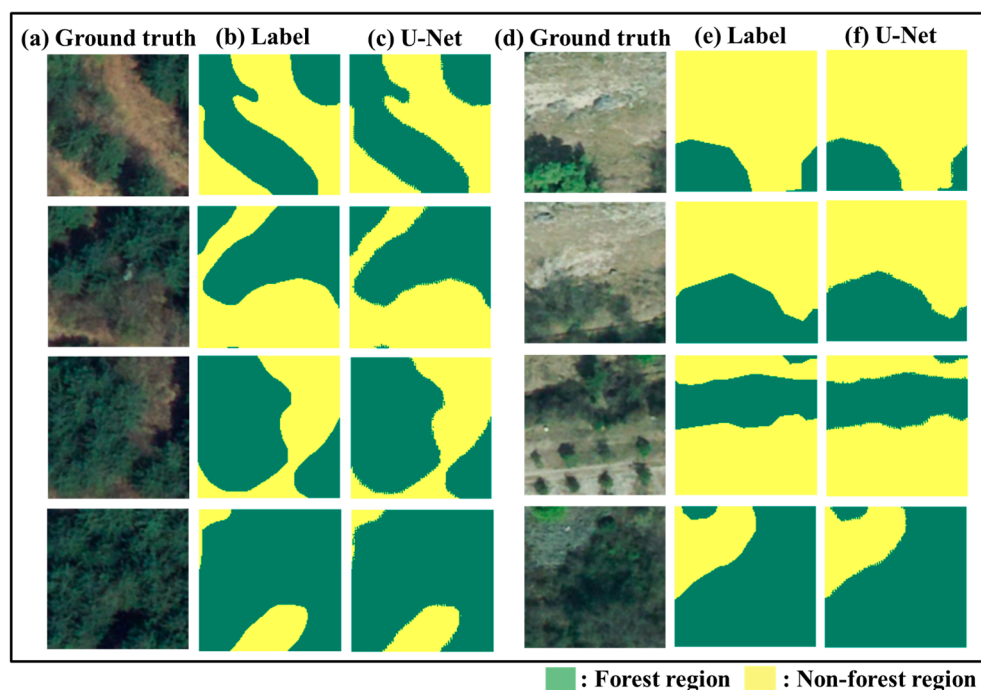 (a) Ground truth (b) Label (c) U-Net (d) Ground truth (e) Label (f) U-Net
: Forest region : Non-forest region